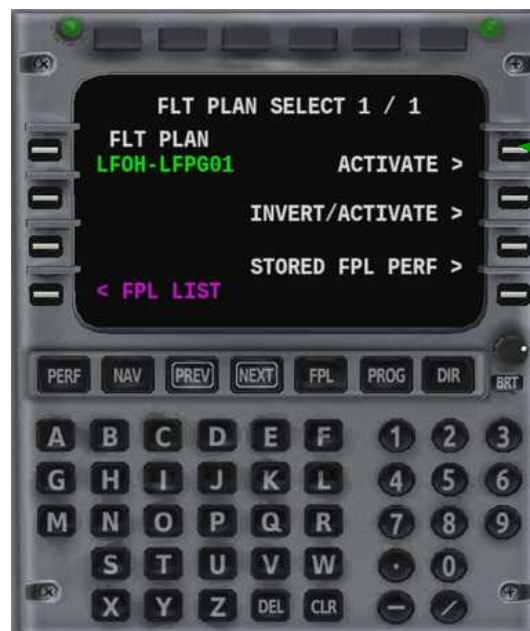 FLT PLAN SELECT 1 / 1
FLT PLAN
LFOH-LFPG01 ACTIVATE >
INVERT/ACTIVATE >
STORED FPL PERF >
< FPL LIST
PERF NAV PREV NEXT FPL PROG DIR BRT
A B C D E F 1 2 3
G H I J K L 4 5 6
M N O P Q R 7 8 9
S T U V W · 0
X Y Z DEL CLR − /